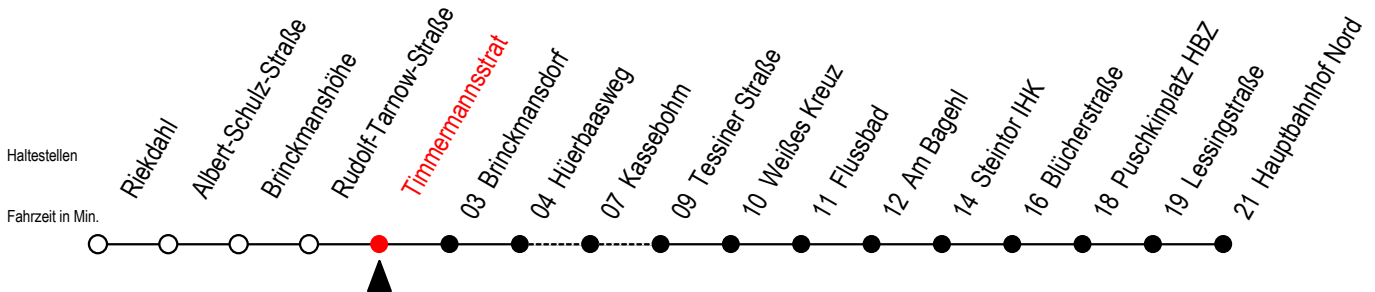 Haltestellen
Fahrzeit in Min.
Riekdahl
Albert-Schulz-Straße
Brinckmanshöhe
Rudolf-Tarnow-Straße
Timmermannsstrat
03 Brinckmansdorf
04 Hüerbaasweg
07 Kassebohm
09 Tessiner Straße
10 Weißes Kreuz
11 Flussbad
12 Am Bagehl
14 Steintor IHK
16 Blücherstraße
18 Puschkinplatz HBZ
19 Lessingstraße
21 Hauptbahnhof Nord